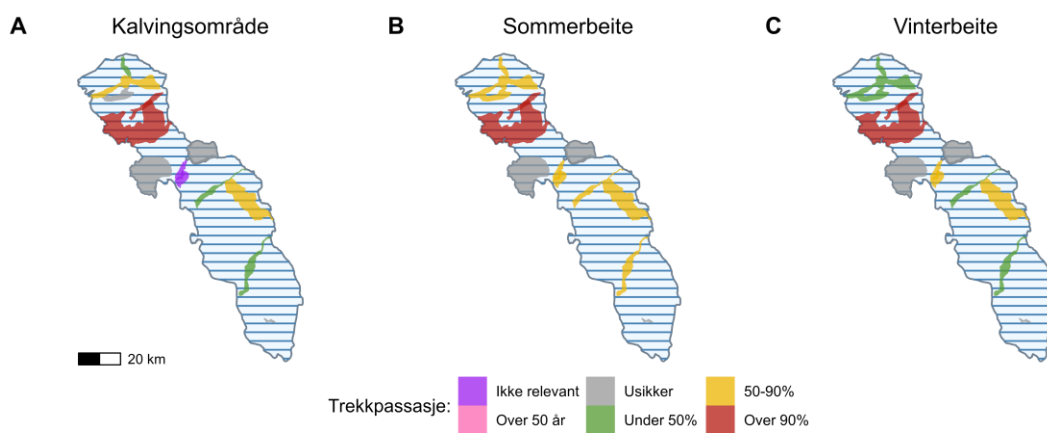 A Kalvingsområde B Sommerbeite C Vinterbeite
20 km
Trekkpassasje: Ikke relevant Usikker 50-90%
Over 50 år Under 50% Over 90%